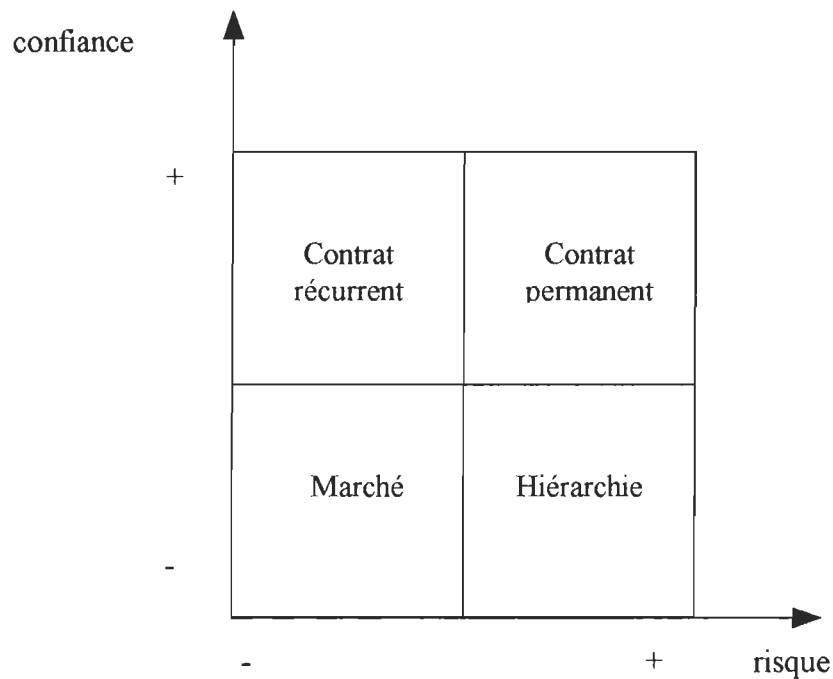 confiance
+
Contrat
récurrent
Contrat
permanent
Marché
Hiérarchie
-
-
+
risque